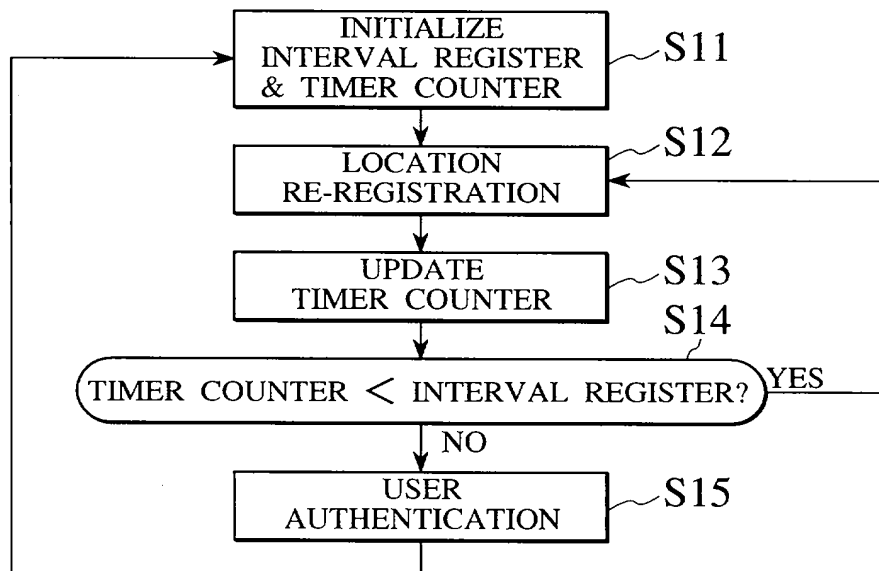 INITIALIZE
INTERVAL REGISTER
& TIMER COUNTER
S11
LOCATION
RE-REGISTRATION
S12
UPDATE
TIMER COUNTER
S13
S14
TIMER COUNTER < INTERVAL REGISTER?
YES
NO
USER
AUTHENTICATION
S15